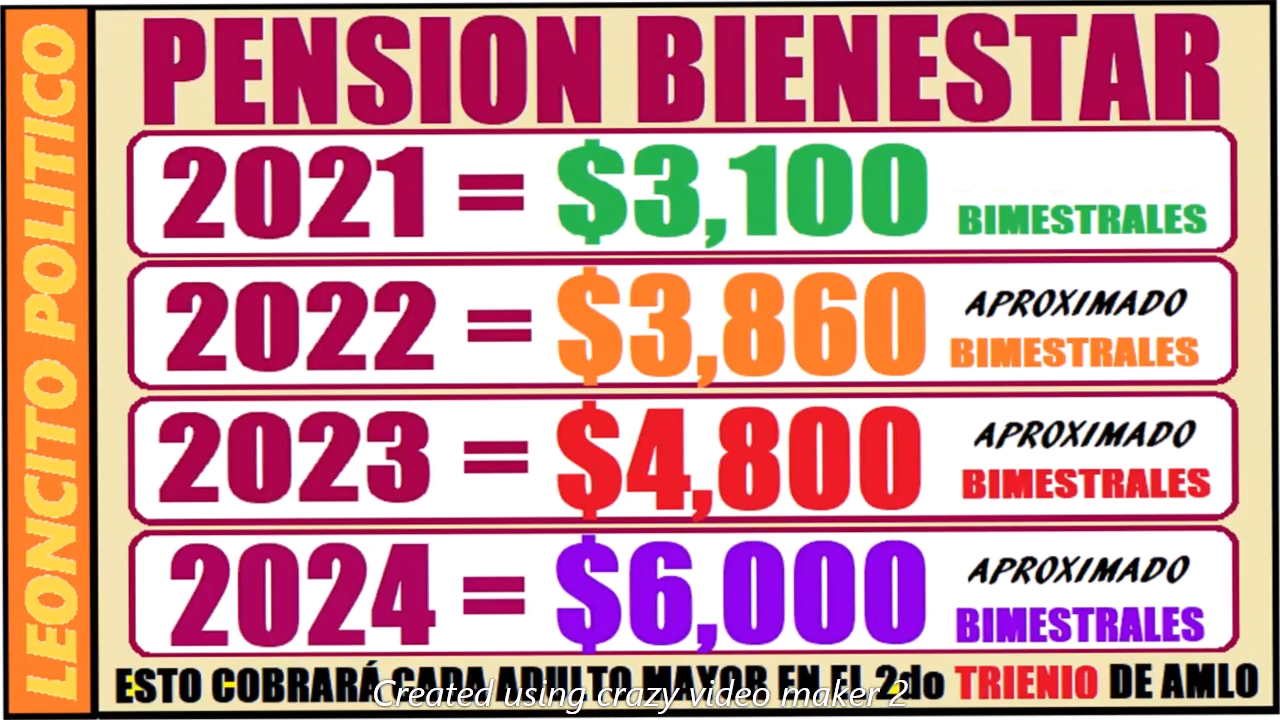 LEONCITO POLITICO
PENSION BIENESTAR
2021 = $3,100 BIMESTRALES
2022 = $3,860 APROXIMADO BIMESTRALES
2023 = $4,800 APROXIMADO BIMESTRALES
2024 = $6,000 APROXIMADO BIMESTRALES
ESTO COBRARÁ CADA ADULTO MAYOR EN EL 2do TRIENIO DE AMLO
Created using crazy video maker 2